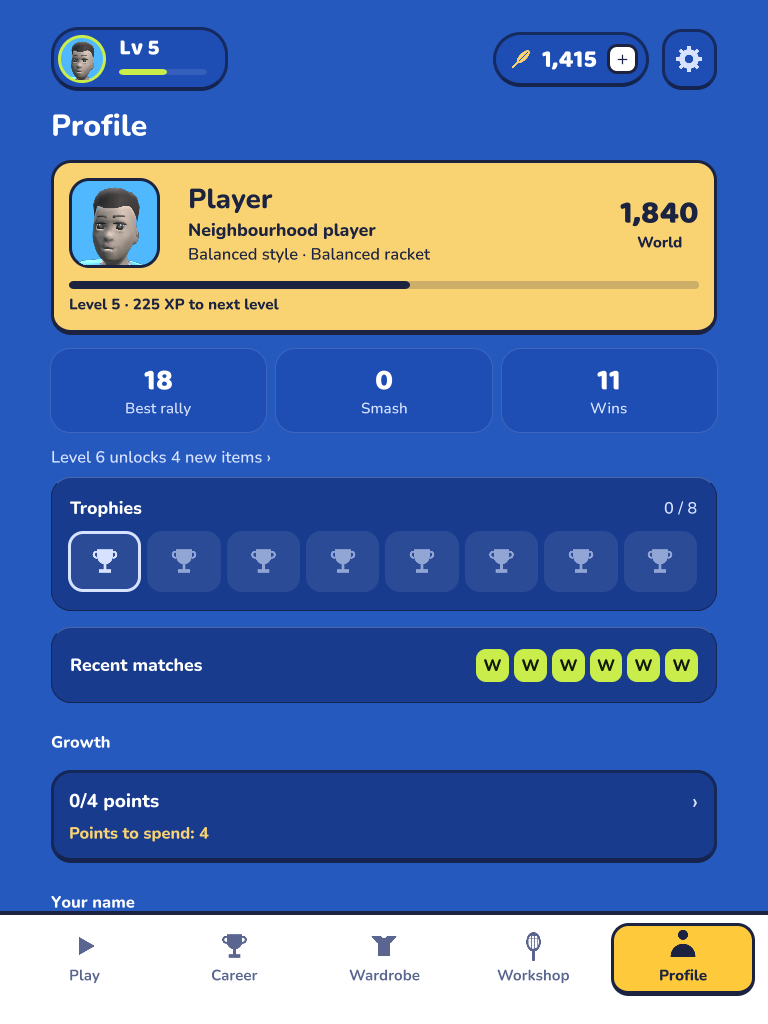 Lv 5
1,415
+
Profile
Player
Neighbourhood player
Balanced style · Balanced racket
1,840
World
Level 5 · 225 XP to next level
18
Best rally
0
Smash
11
Wins
Level 6 unlocks 4 new items ›
Trophies
0 / 8
Recent matches
W W W W W W
Growth
0/4 points
›
Points to spend: 4
Your name
Play
Career
Wardrobe
Workshop
Profile